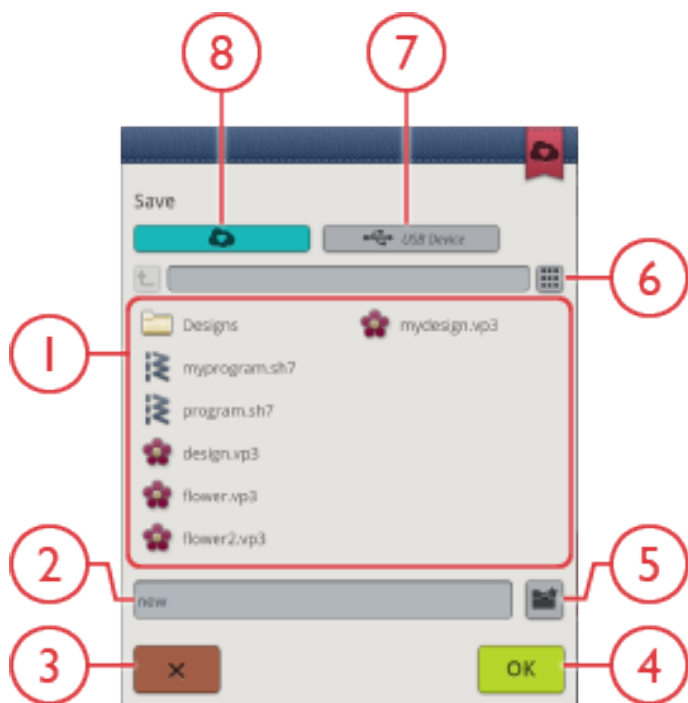 8 7
Save
USB Device
6
1
Designs mydesign.vp3
myprogram.sh7
program.sh7
design.vp3
flower.vp3
flower2.vp3
2 5
new
3 OK 4